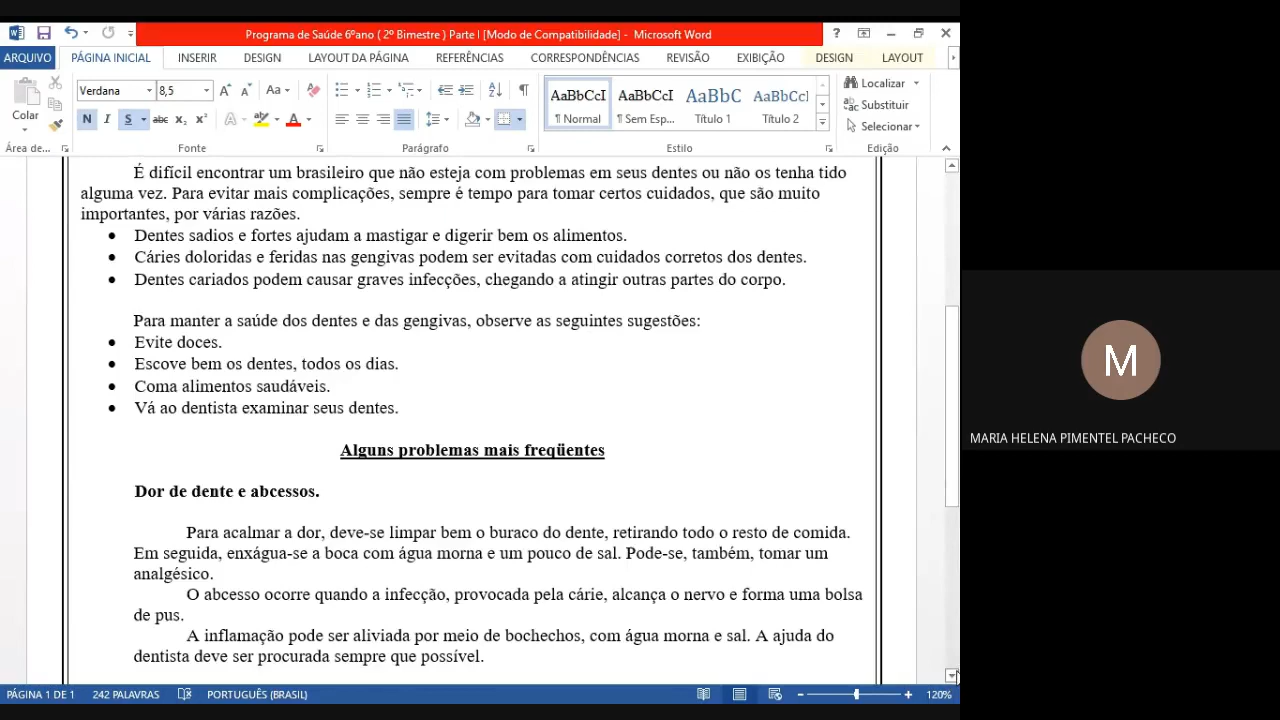 Programa de Saúde 6ºano ( 2º Bimestre ) Parte I [Modo de Compatibilidade] - Microsoft Word
ARQUIVO PÁGINA INICIAL INSERIR DESIGN LAYOUT DA PÁGINA REFERÊNCIAS CORRESPONDÊNCIAS REVISÃO EXIBIÇÃO DESIGN LAYOUT
Colar
Verdana 8,5
Aa
N I S abc x₂ x² A A
AaBbCcI AaBbCcI AaBbC AaBbCcI
¶ Normal ¶ Sem Esp... Título 1 Título 2
Localizar
Substituir
Selecionar
Área de... Fonte Parágrafo Estilo Edição
É difícil encontrar um brasileiro que não esteja com problemas em seus dentes ou não os tenha tido
alguma vez. Para evitar mais complicações, sempre é tempo para tomar certos cuidados, que são muito
importantes, por várias razões.
• Dentes sadios e fortes ajudam a mastigar e digerir bem os alimentos.
• Cáries doloridas e feridas nas gengivas podem ser evitadas com cuidados corretos dos dentes.
• Dentes cariados podem causar graves infecções, chegando a atingir outras partes do corpo.
Para manter a saúde dos dentes e das gengivas, observe as seguintes sugestões:
• Evite doces.
• Escove bem os dentes, todos os dias.
• Coma alimentos saudáveis.
• Vá ao dentista examinar seus dentes.
Alguns problemas mais freqüentes
Dor de dente e abcessos.
Para acalmar a dor, deve-se limpar bem o buraco do dente, retirando todo o resto de comida.
Em seguida, enxágua-se a boca com água morna e um pouco de sal. Pode-se, também, tomar um
analgésico.
O abcesso ocorre quando a infecção, provocada pela cárie, alcança o nervo e forma uma bolsa
de pus.
A inflamação pode ser aliviada por meio de bochechos, com água morna e sal. A ajuda do
dentista deve ser procurada sempre que possível.
PÁGINA 1 DE 1 242 PALAVRAS PORTUGUÊS (BRASIL) 120%
M
MARIA HELENA PIMENTEL PACHECO